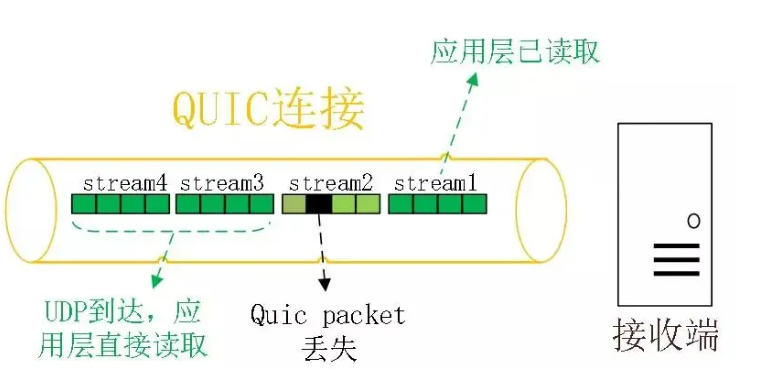 应用层已读取
QUIC连接
stream4 stream3 stream2 stream1
UDP到达，应
用层直接读取
Quic packet
丢失
接收端